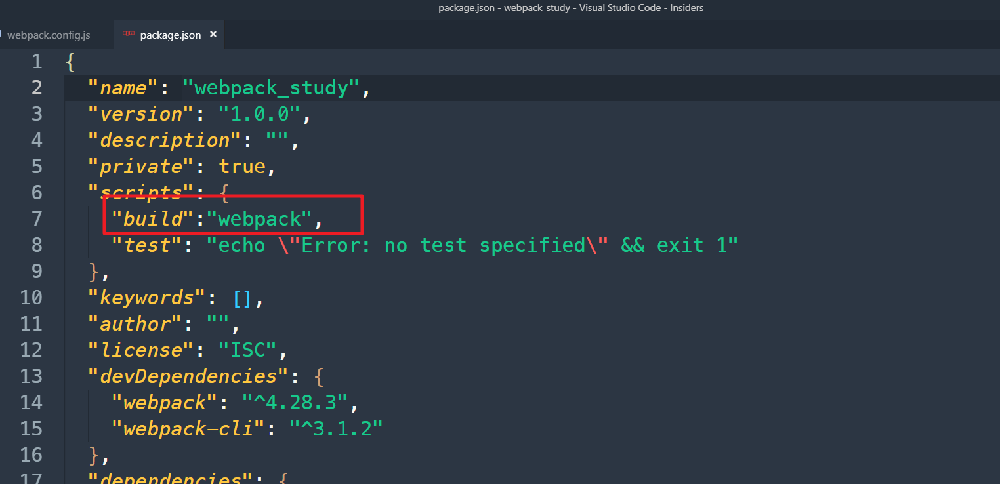 package.json - webpack_study - Visual Studio Code - Insiders
webpack.config.js npm package.json ×
1 {
2 "name": "webpack_study",
3 "version": "1.0.0",
4 "description": "",
5 "private": true,
6 "scripts": {
7 "build":"webpack",
8 "test": "echo \"Error: no test specified\" && exit 1"
9 },
10 "keywords": [],
11 "author": "",
12 "license": "ISC",
13 "devDependencies": {
14 "webpack": "^4.28.3",
15 "webpack-cli": "^3.1.2"
16 },
17 "dependencies": {